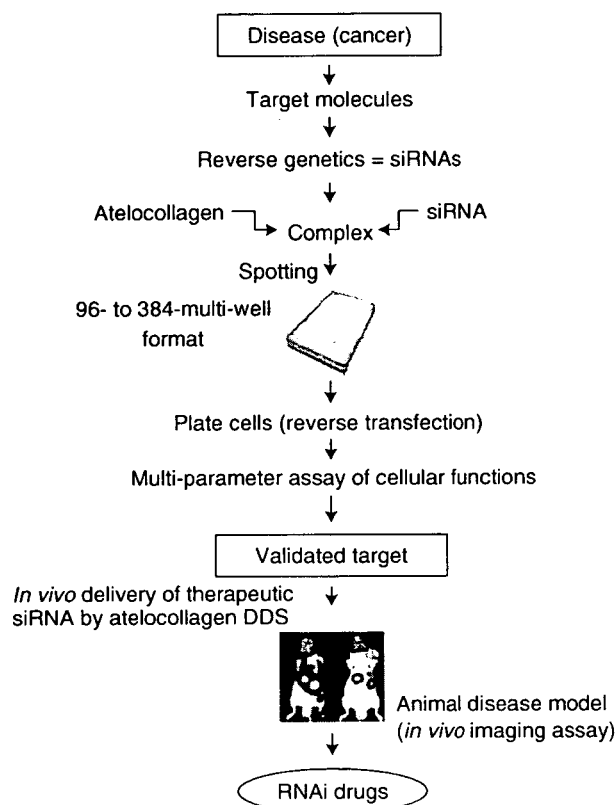 Disease (cancer)
Target molecules
Reverse genetics = siRNAs
Atelocollagen
siRNA
Complex
Spotting
96- to 384-multi-well
format
Plate cells (reverse transfection)
Multi-parameter assay of cellular functions
Validated target
In vivo delivery of therapeutic
siRNA by atelocollagen DDS
Animal disease model
(in vivo imaging assay)
RNAi drugs